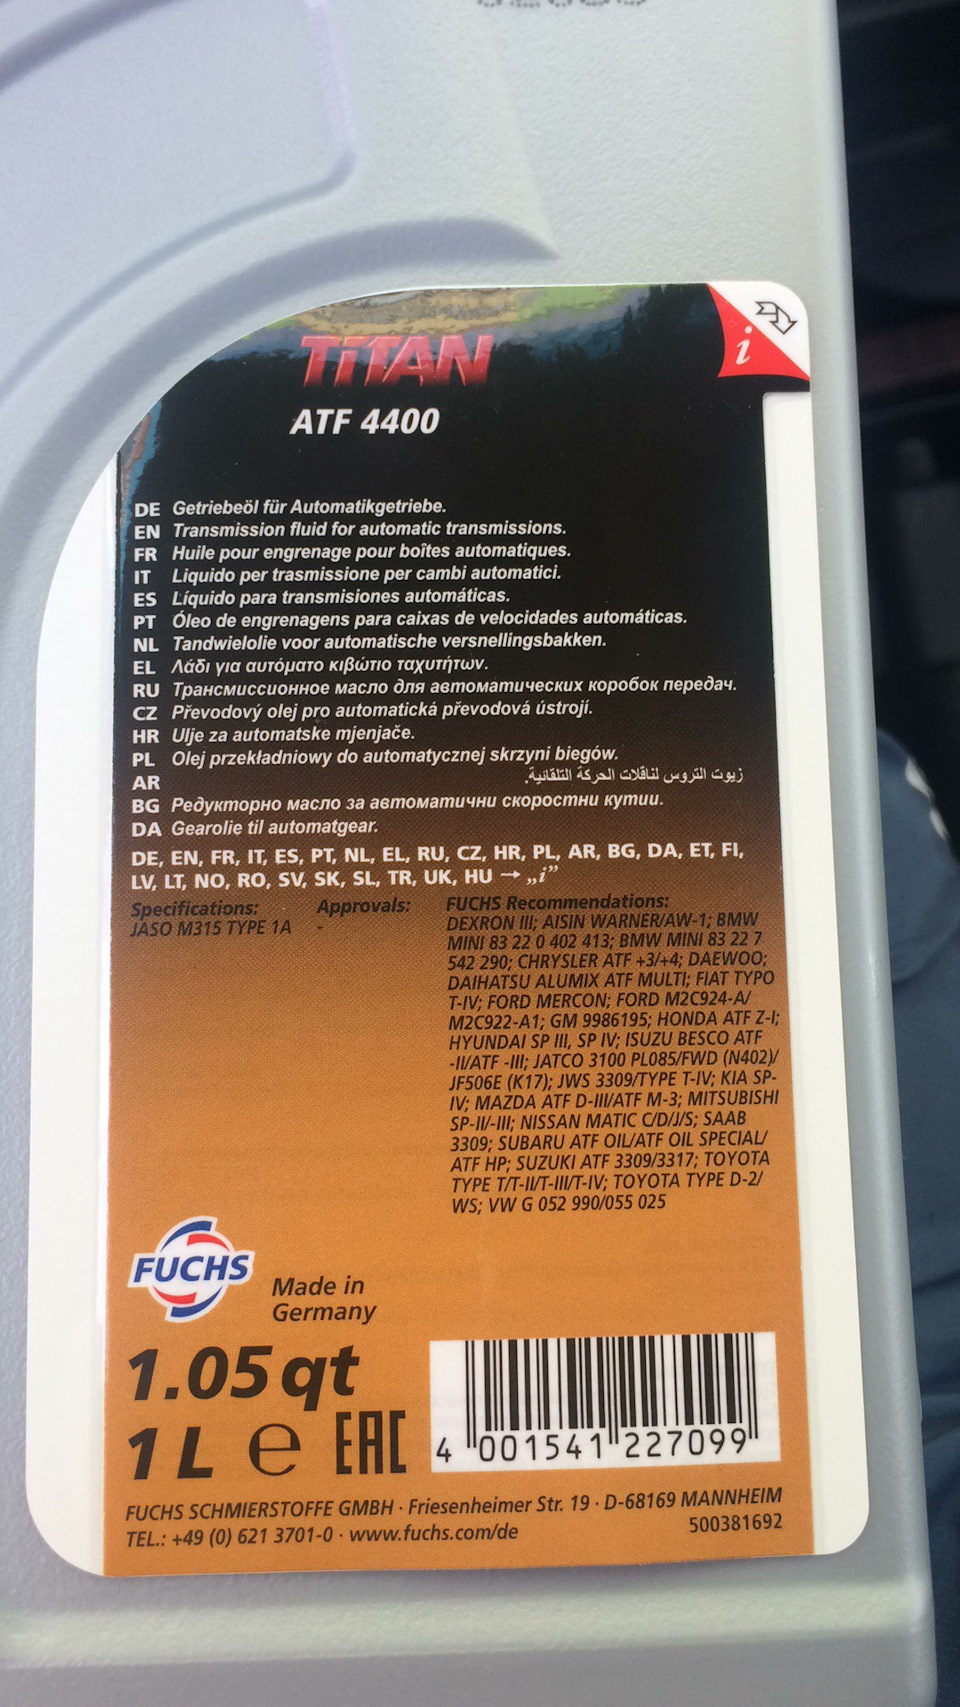 TiTAN
ATF 4400
i
DE Getriebeöl für Automatikgetriebe.
EN Transmission fluid for automatic transmissions.
FR Huile pour engrenage pour boîtes automatiques.
IT Liquido per trasmissione per cambi automatici.
ES Líquido para transmisiones automáticas.
PT Óleo de engrenagens para caixas de velocidades automáticas.
NL Tandwielolie voor automatische versnellingsbakken.
EL Λάδι για αυτόματο κιβώτιο ταχυτήτων.
RU Трансмиссионное масло для автоматических коробок передач.
CZ Převodový olej pro automatická převodová ústrojí.
HR Ulje za automatske mjenjače.
PL Olej przekładniowy do automatycznej skrzyni biegów.
AR زيوت التروس لناقلات الحركة التلقائية.
BG Редукторно масло за автоматични скоростни кутии.
DA Gearolie til automatgear.
DE, EN, FR, IT, ES, PT, NL, EL, RU, CZ, HR, PL, AR, BG, DA, ET, FI,
LV, LT, NO, RO, SV, SK, SL, TR, UK, HU → „i”
Specifications:
JASO M315 TYPE 1A
Approvals:
-
FUCHS Recommendations:
DEXRON III; AISIN WARNER/AW-1; BMW
MINI 83 22 0 402 413; BMW MINI 83 22 7
542 290; CHRYSLER ATF +3/+4; DAEWOO;
DAIHATSU ALUMIX ATF MULTI; FIAT TYPO
T-IV; FORD MERCON; FORD M2C924-A/
M2C922-A1; GM 9986195; HONDA ATF Z-I;
HYUNDAI SP III, SP IV; ISUZU BESCO ATF
-II/ATF -III; JATCO 3100 PL085/FWD (N402)/
JF506E (K17); JWS 3309/TYPE T-IV; KIA SP-
IV; MAZDA ATF D-III/ATF M-3; MITSUBISHI
SP-II/-III; NISSAN MATIC C/D/J/S; SAAB
3309; SUBARU ATF OIL/ATF OIL SPECIAL/
ATF HP; SUZUKI ATF 3309/3317; TOYOTA
TYPE T/T-II/T-III/T-IV; TOYOTA TYPE D-2/
WS; VW G 052 990/055 025
FUCHS
Made in
Germany
1.05 qt
1 L e EAC
4 001541 227099
FUCHS SCHMIERSTOFFE GMBH · Friesenheimer Str. 19 · D-68169 MANNHEIM
TEL.: +49 (0) 621 3701-0 · www.fuchs.com/de
500381692